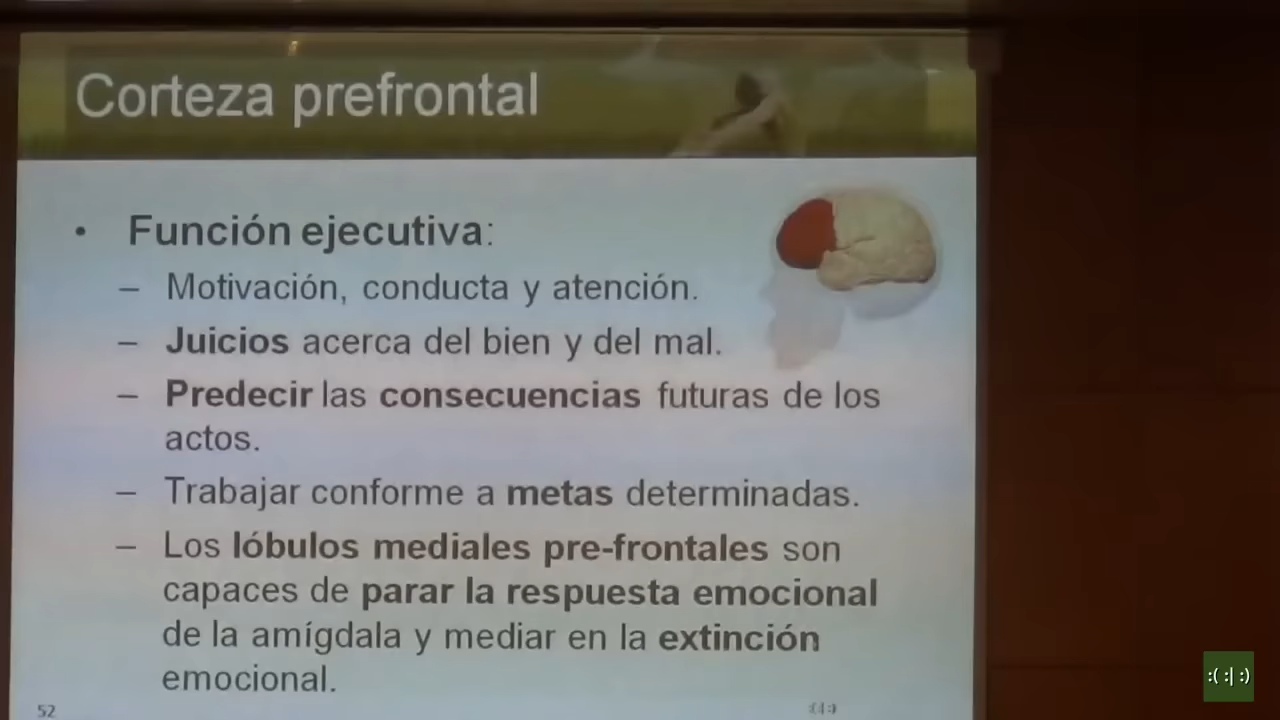 Corteza prefrontal
• Función ejecutiva:
– Motivación, conducta y atención.
– Juicios acerca del bien y del mal.
– Predecir las consecuencias futuras de los
actos.
– Trabajar conforme a metas determinadas.
– Los lóbulos mediales pre-frontales son
capaces de parar la respuesta emocional
de la amígdala y mediar en la extinción
emocional.
52
:( :| :)
:( :| :)